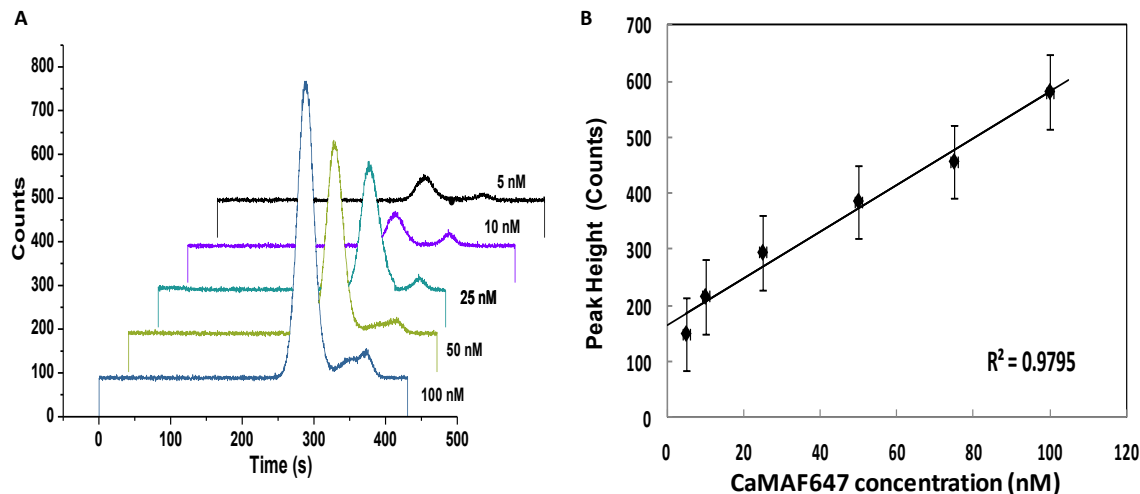 A
800
700
600
500
400
300
200
100
0
Counts
0 100 200 300 400 500
Time (s)
5 nM
10 nM
25 nM
50 nM
100 nM
B
700
600
500
400
300
200
100
0
Peak Height (Counts)
0 20 40 60 80 100 120
CaMAF647 concentration (nM)
R² = 0.9795